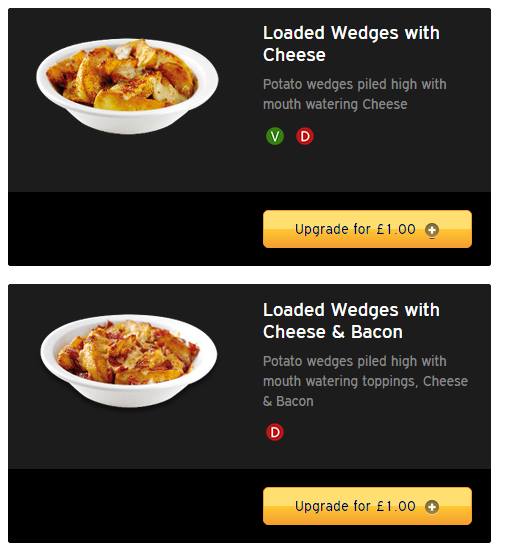 Loaded Wedges with
Cheese
Potato wedges piled high with
mouth watering Cheese
V D
Upgrade for £1.00
Loaded Wedges with
Cheese & Bacon
Potato wedges piled high with
mouth watering toppings, Cheese
& Bacon
D
Upgrade for £1.00